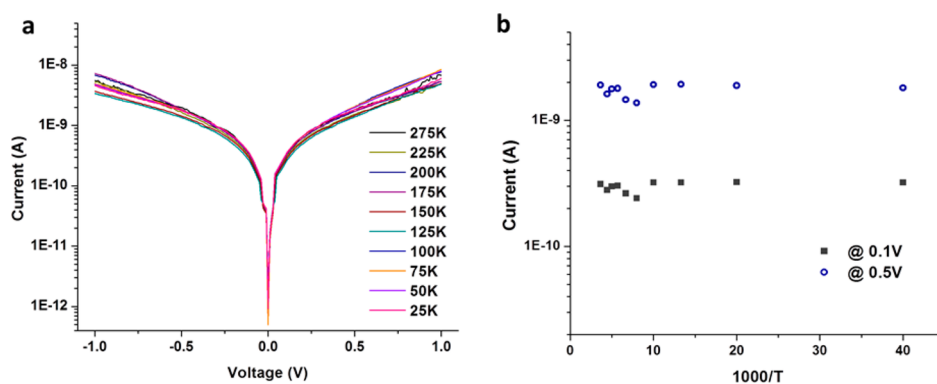 a
Current (A)
1E-8
1E-9
1E-10
1E-11
1E-12
-1.0
-0.5
0.0
0.5
1.0
Voltage (V)
275K
225K
200K
175K
150K
125K
100K
75K
50K
25K
b
Current (A)
1E-9
1E-10
0
10
20
30
40
1000/T
@ 0.1V
@ 0.5V